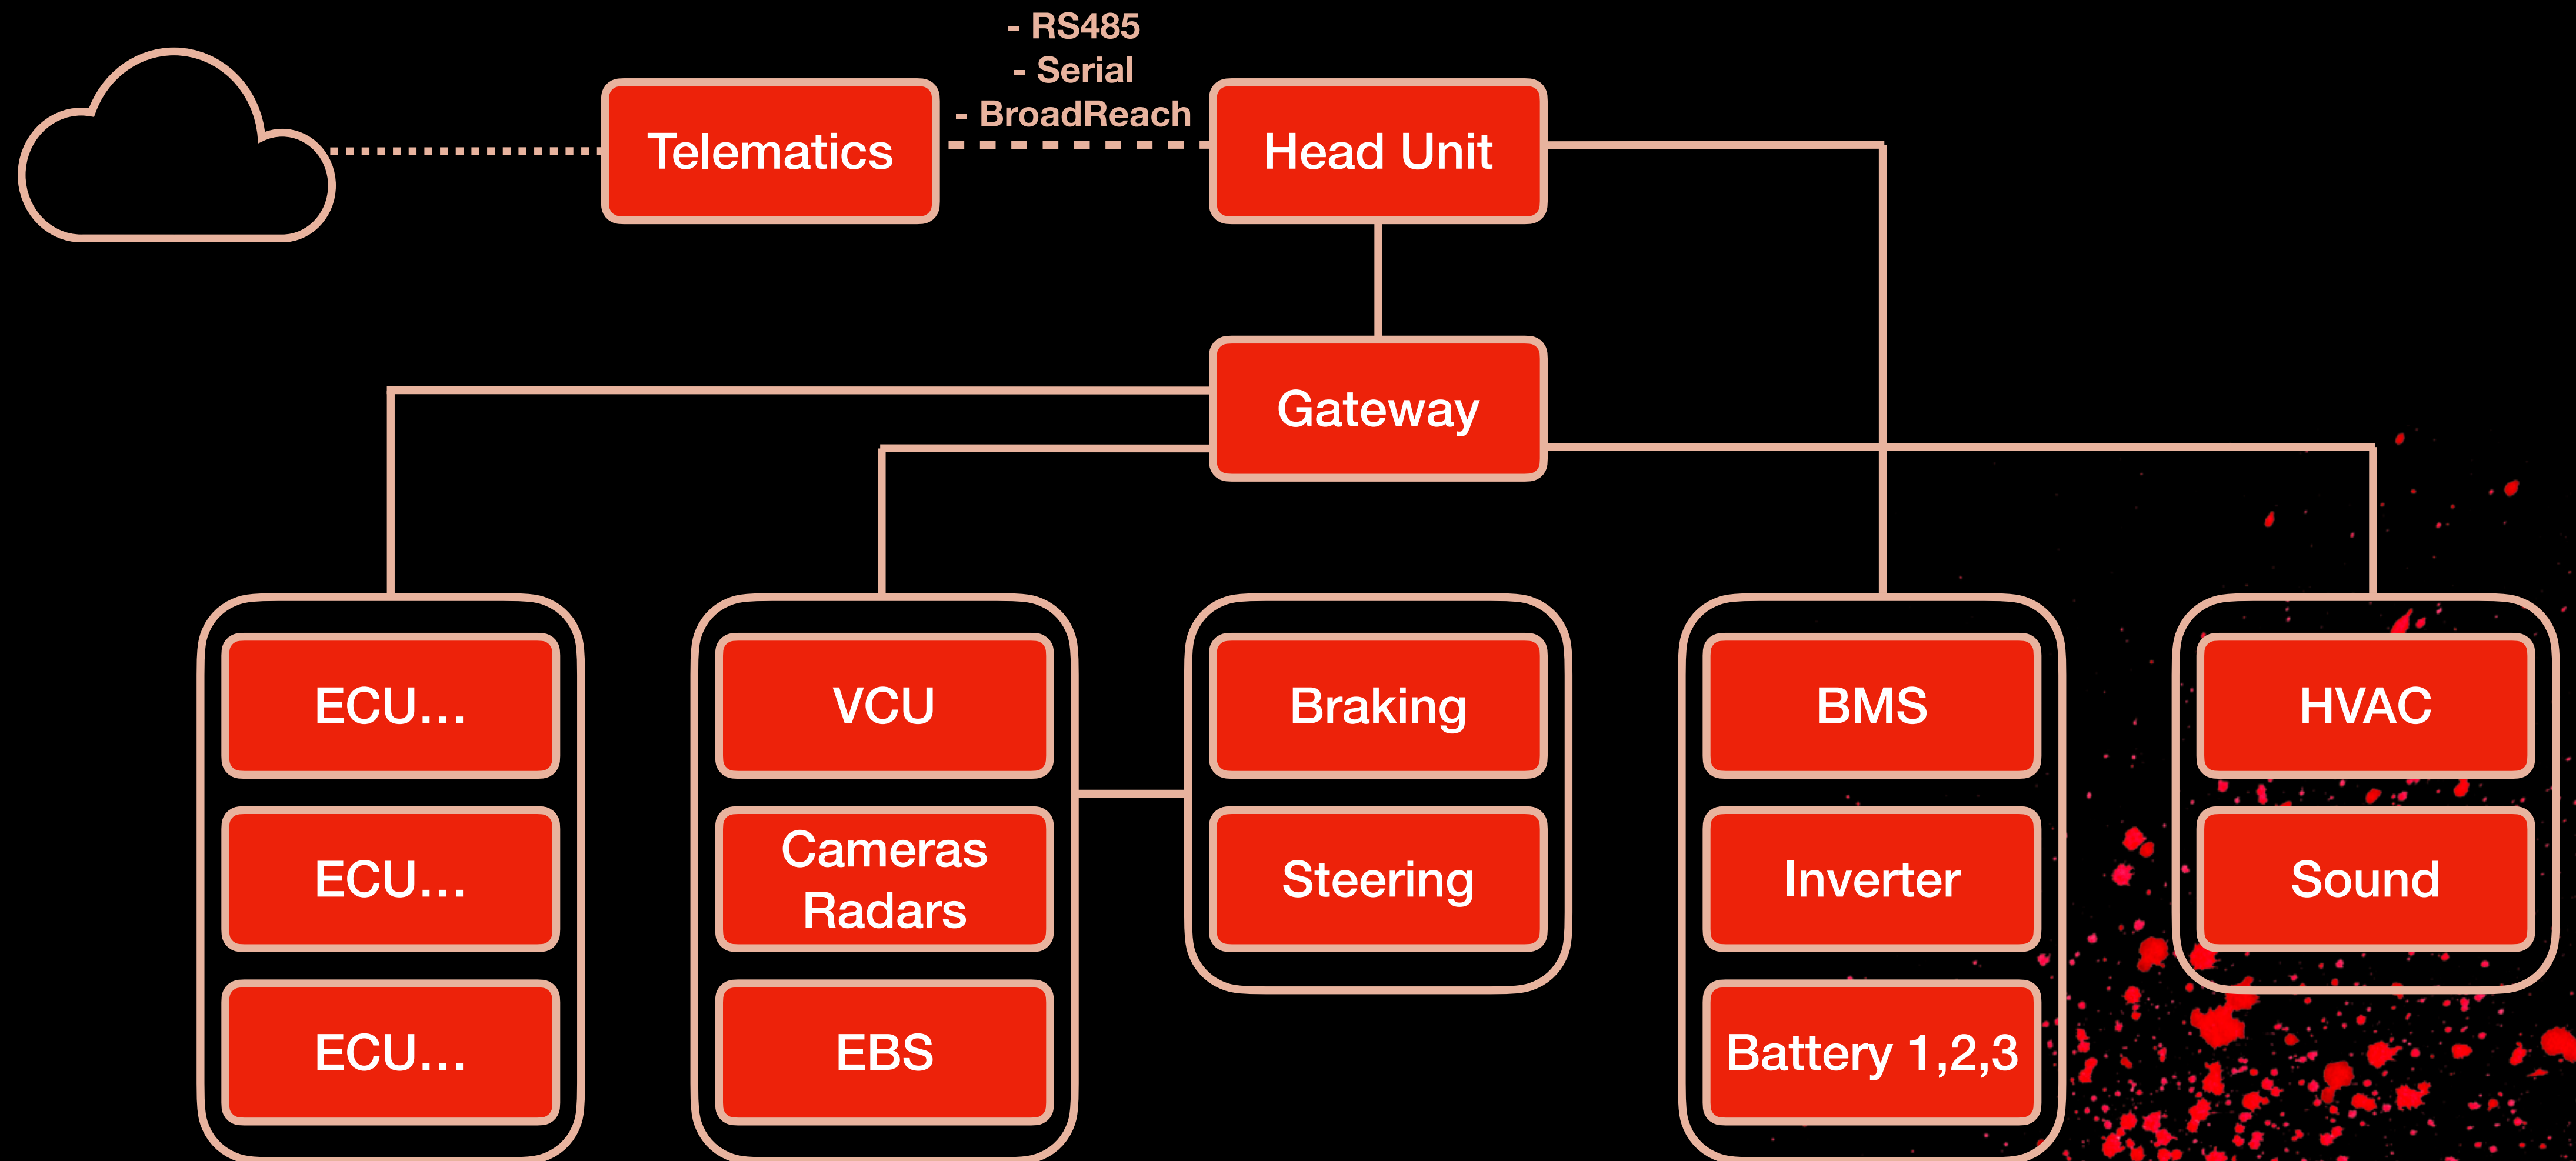 - RS485
- Serial
- BroadReach
Telematics
Head Unit
Gateway
ECU...
ECU...
ECU...
VCU
Cameras
Radars
EBS
Braking
Steering
BMS
Inverter
Battery 1,2,3
HVAC
Sound